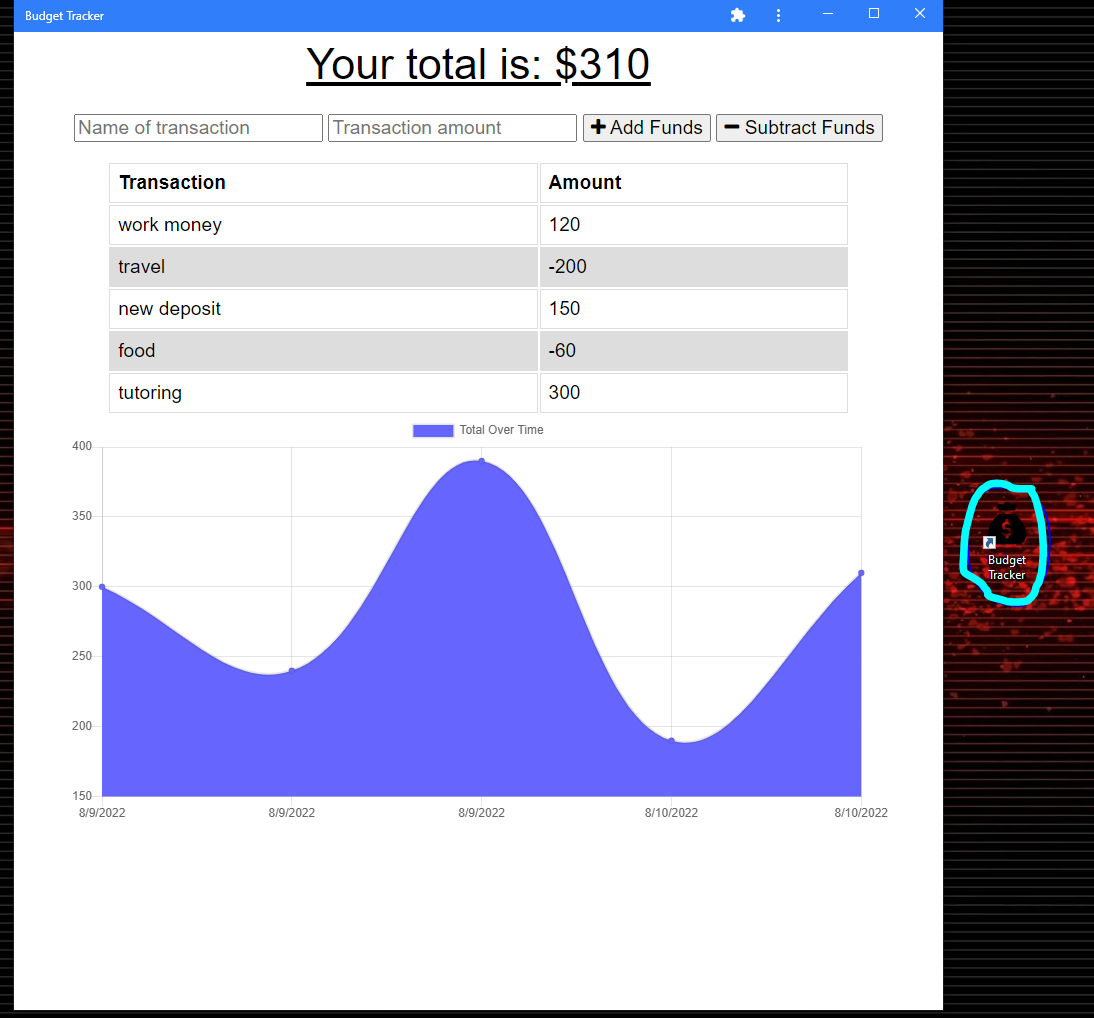 Budget Tracker
Your total is: $310
Name of transaction Transaction amount Add Funds Subtract Funds
Transaction Amount
work money 120
travel -200
new deposit 150
food -60
tutoring 300
Total Over Time
400
350
300
250
200
150
8/9/2022 8/9/2022 8/9/2022 8/10/2022 8/10/2022
$
Budget
Tracker